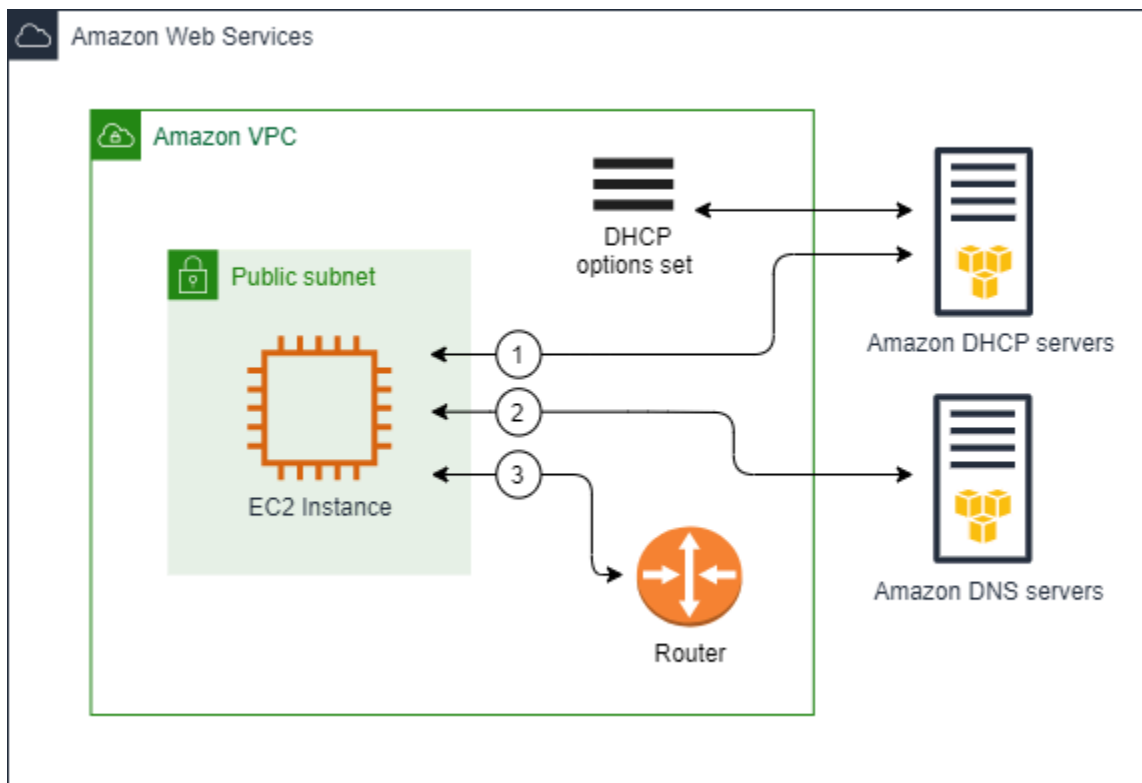 Amazon Web Services
Amazon VPC
DHCP
options set
Public subnet
Amazon DHCP servers
1
2
3
EC2 Instance
Amazon DNS servers
Router